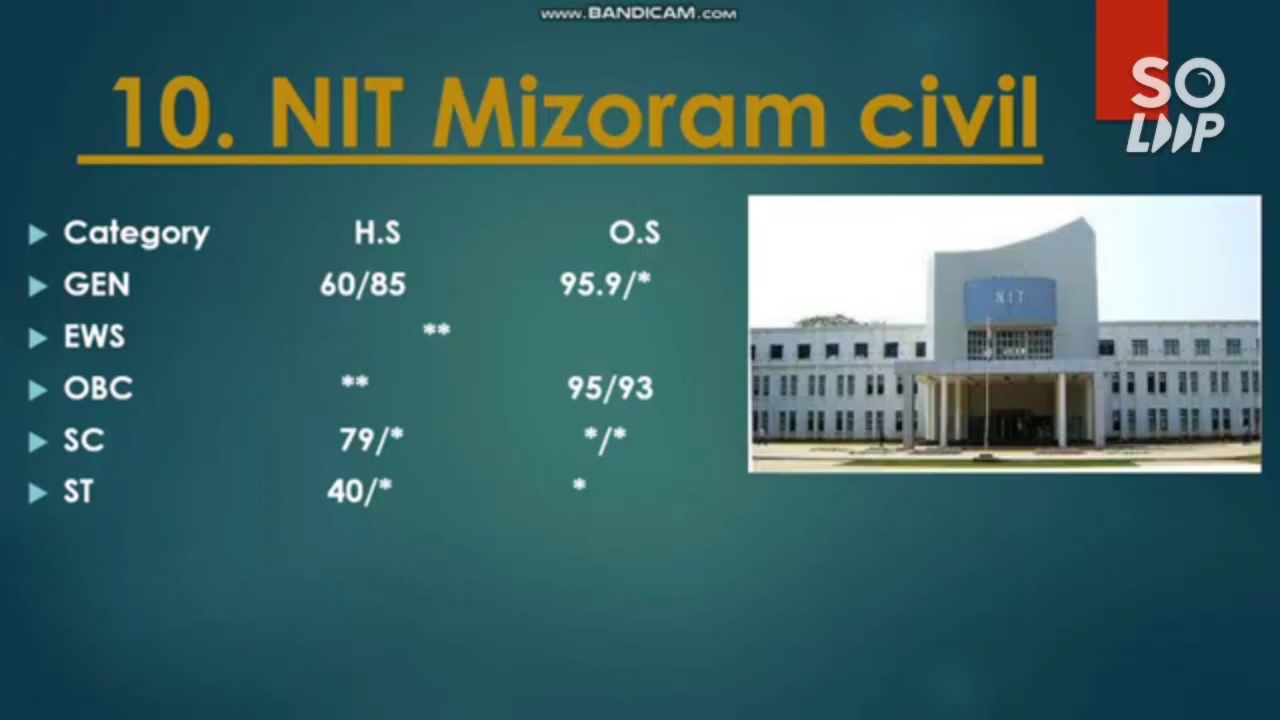 www.BANDICAM.com
10. NIT Mizoram civil
SO
LOOP
Category H.S O.S
GEN 60/85 95.9/*
EWS **
OBC ** 95/93
SC 79/* */*
ST 40/* *
NIT